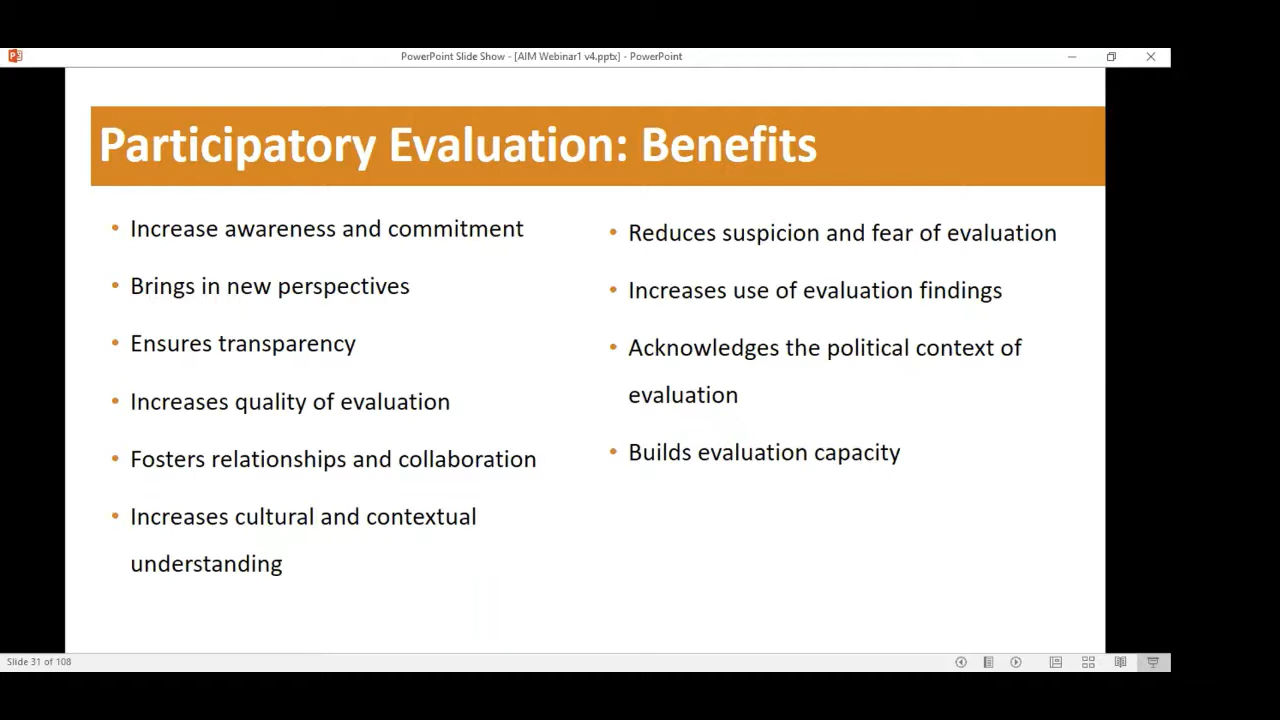 PowerPoint Slide Show - [AIM Webinar1 v4.pptx] - PowerPoint
Participatory Evaluation: Benefits
• Increase awareness and commitment
• Brings in new perspectives
• Ensures transparency
• Increases quality of evaluation
• Fosters relationships and collaboration
• Increases cultural and contextual
understanding
• Reduces suspicion and fear of evaluation
• Increases use of evaluation findings
• Acknowledges the political context of
evaluation
• Builds evaluation capacity
Slide 31 of 108